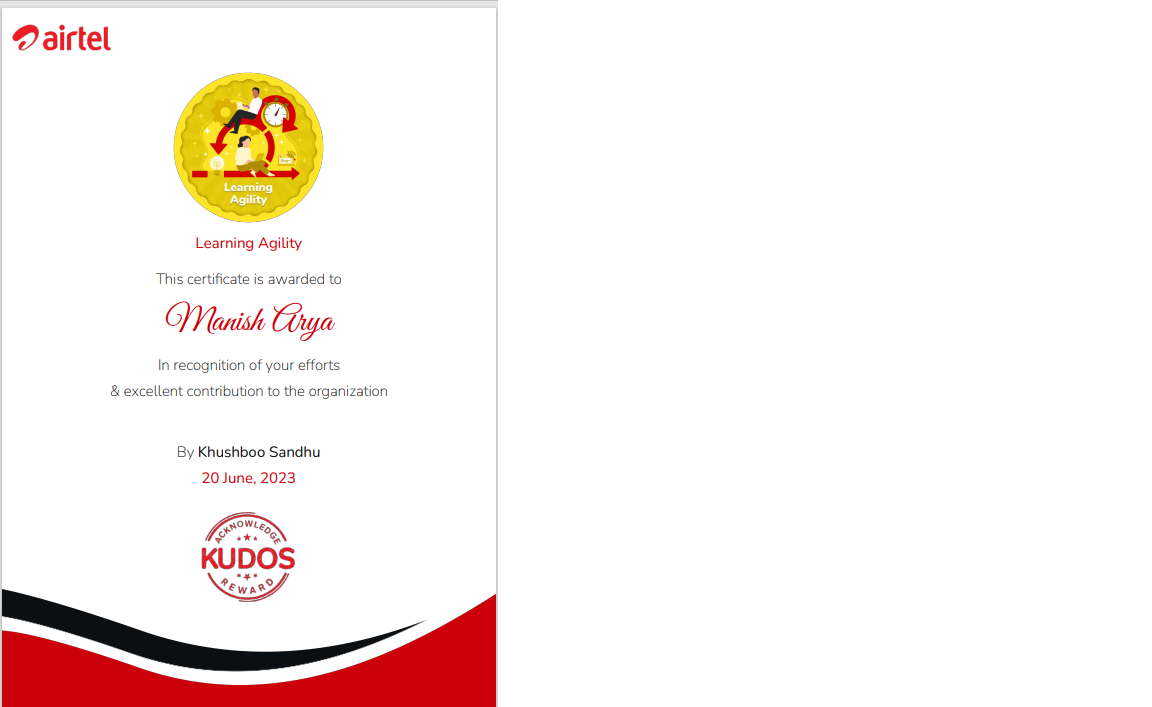 airtel
Learning
Agility
Learning Agility
This certificate is awarded to
Manish Arya
In recognition of your efforts
& excellent contribution to the organization
By Khushboo Sandhu
20 June, 2023
ACKNOWLEDGE
KUDOS
REWARD